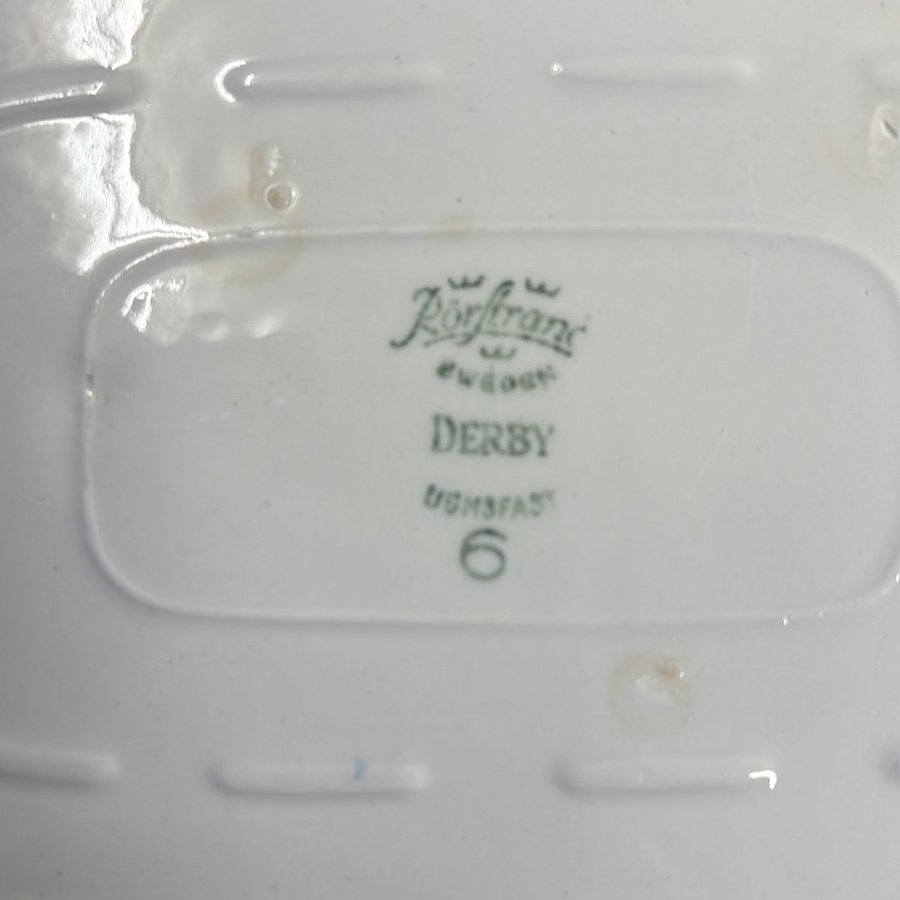 Rörstrand
SWEDEN
DERBY
UGNSFAST
6